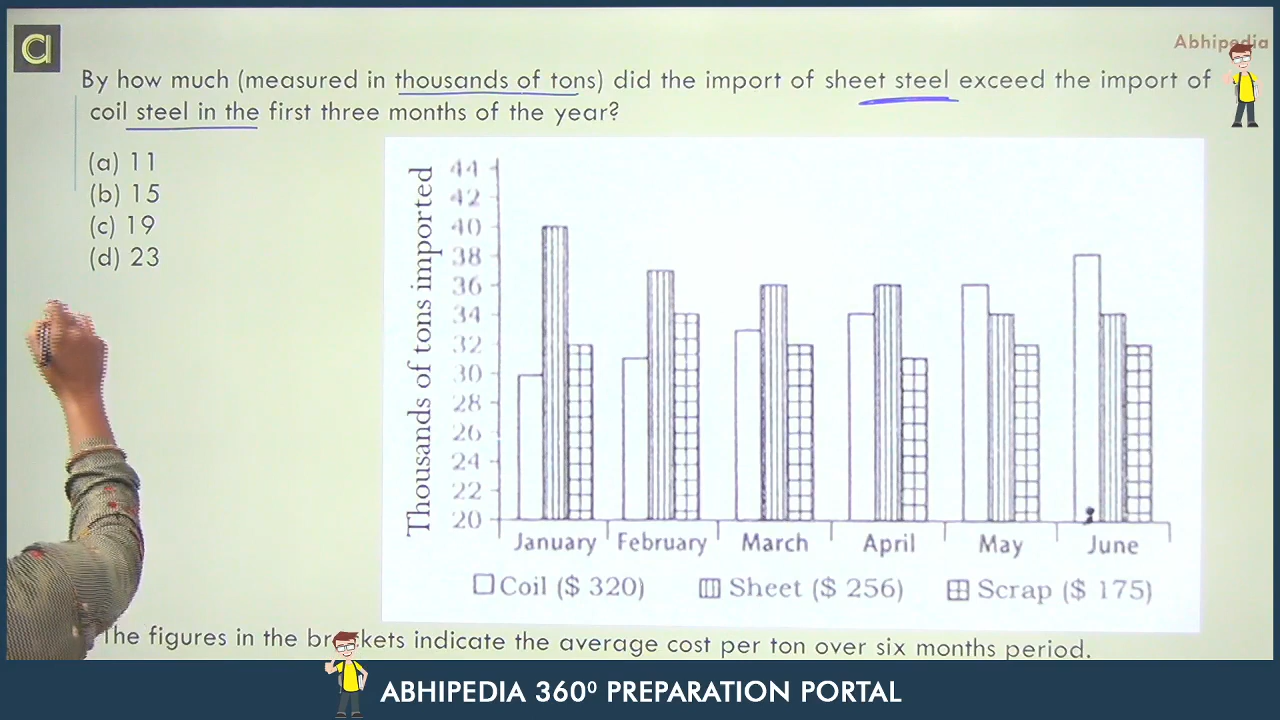 Abhipedia
By how much (measured in thousands of tons) did the import of sheet steel exceed the import of
coil steel in the first three months of the year?
(a) 11
(b) 15
(c) 19
(d) 23
Thousands of tons imported
44
42
40
38
36
34
32
30
28
26
24
22
20
January February March April May June
Coil ($ 320) Sheet ($ 256) Scrap ($ 175)
The figures in the brackets indicate the average cost per ton over six months period.
ABHIPEDIA 360⁰ PREPARATION PORTAL